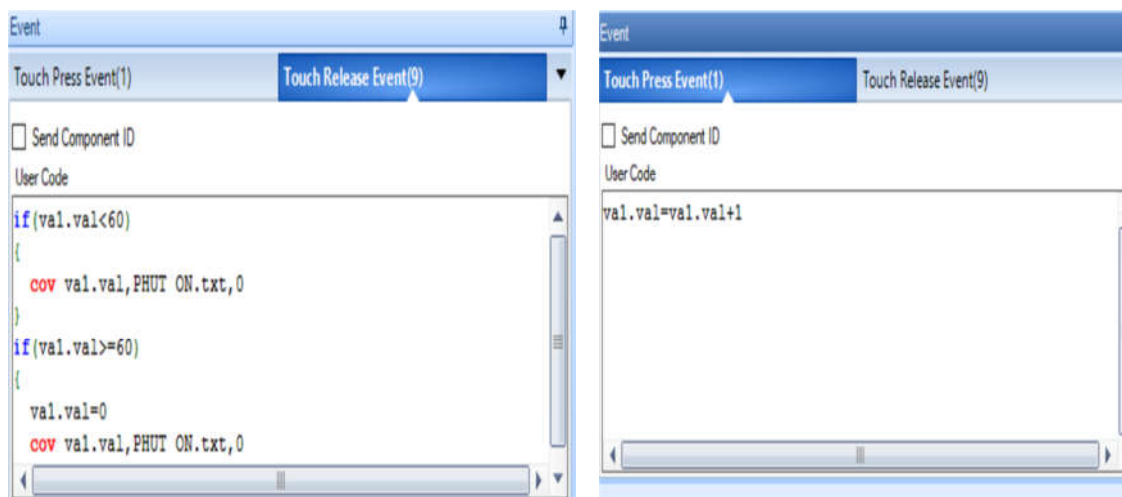 Event
Touch Press Event(1)
Touch Release Event(9)
Send Component ID
User Code
if(va1.val<60)
{
cov va1.val,PHUT ON.txt,0
}
if(va1.val>=60)
{
va1.val=0
cov va1.val,PHUT ON.txt,0
Event
Touch Press Event(1)
Touch Release Event(9)
Send Component ID
User Code
va1.val=va1.val+1